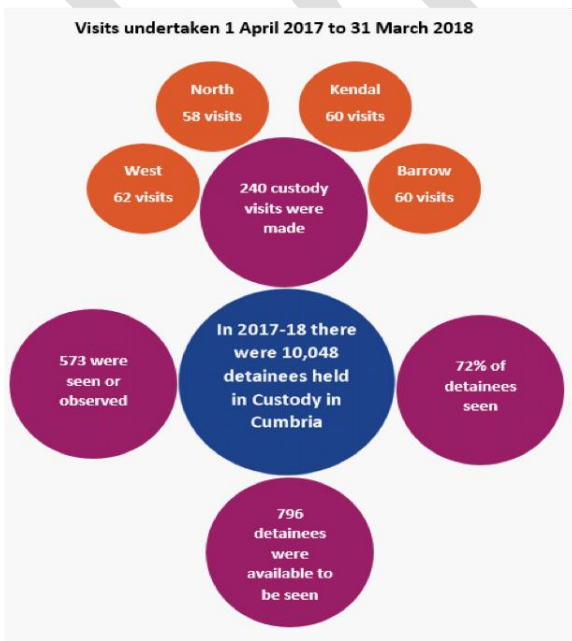 Visits undertaken 1 April 2017 to 31 March 2018
North
58 visits
Kendal
60 visits
West
62 visits
Barrow
60 visits
240 custody
visits were
made
573 were
seen or
observed
In 2017-18 there
were 10,048
detainees held
in Custody in
Cumbria
72% of
detainees
seen
796
detainees
were
available to
be seen